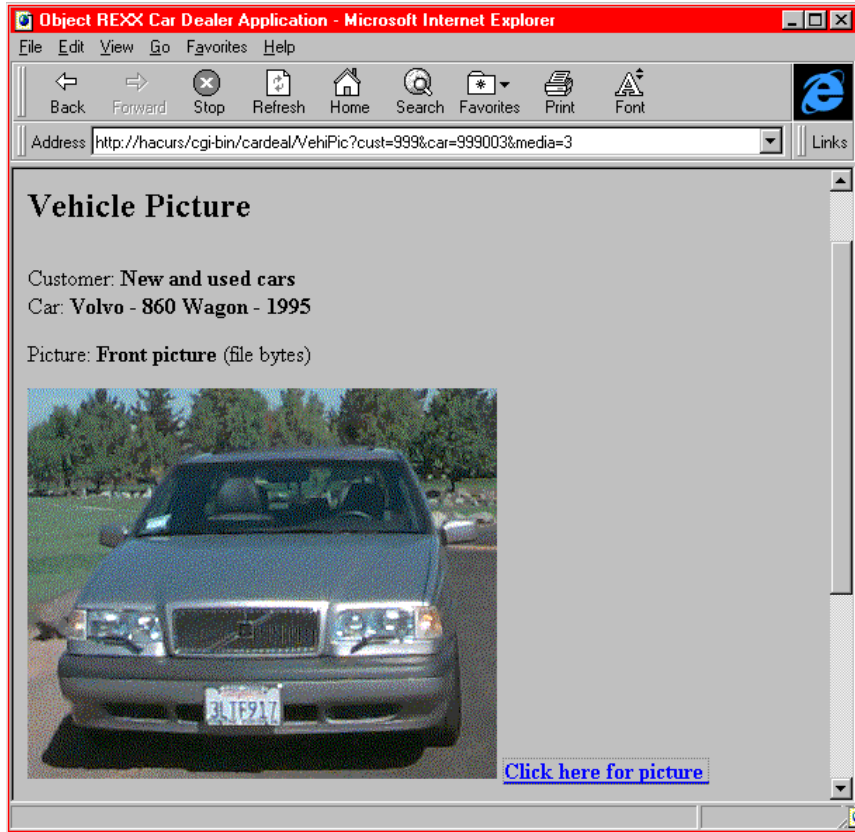 Object REXX Car Dealer Application - Microsoft Internet Explorer
File Edit View Go Favorites Help
Back Forward Stop Refresh Home Search Favorites Print Font
Address http://hacurs/cgi-bin/cardeal/VehiPic?cust=999&car=999003&media=3 Links
Vehicle Picture
Customer: New and used cars
Car: Volvo - 860 Wagon - 1995
Picture: Front picture (file bytes)
3LTF917
Click here for picture